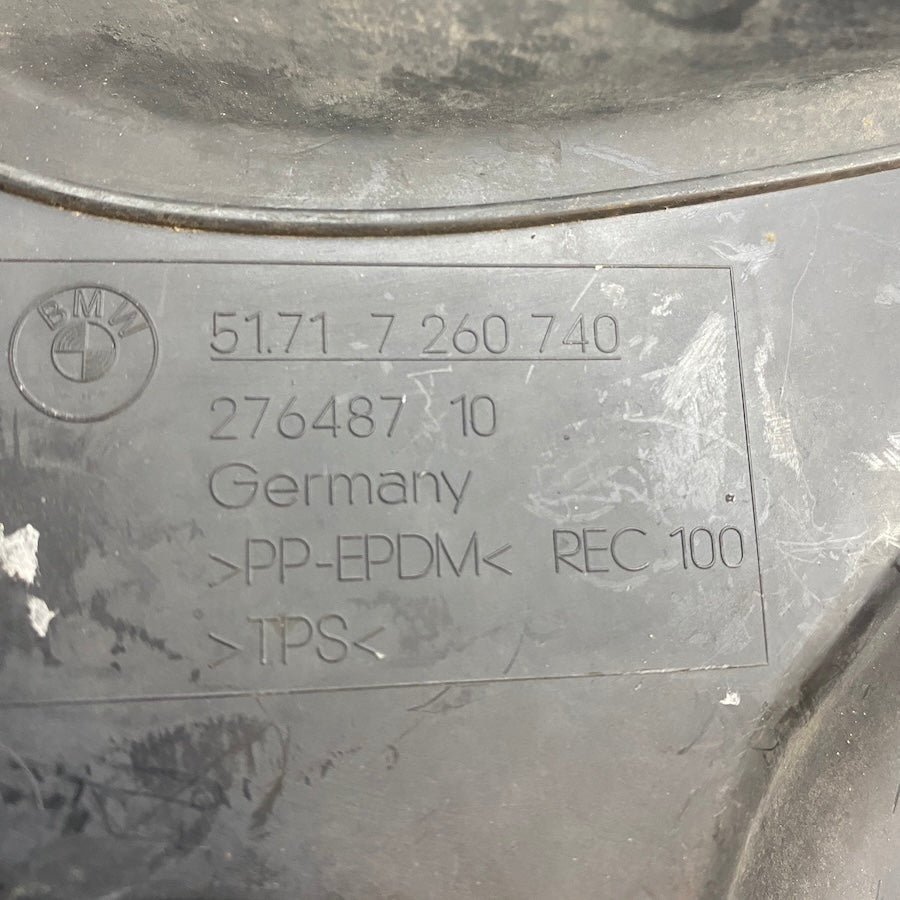 BMW
51.71 7 260 740
276487 10
Germany
>PP-EPDM< REC 100
>TPS<